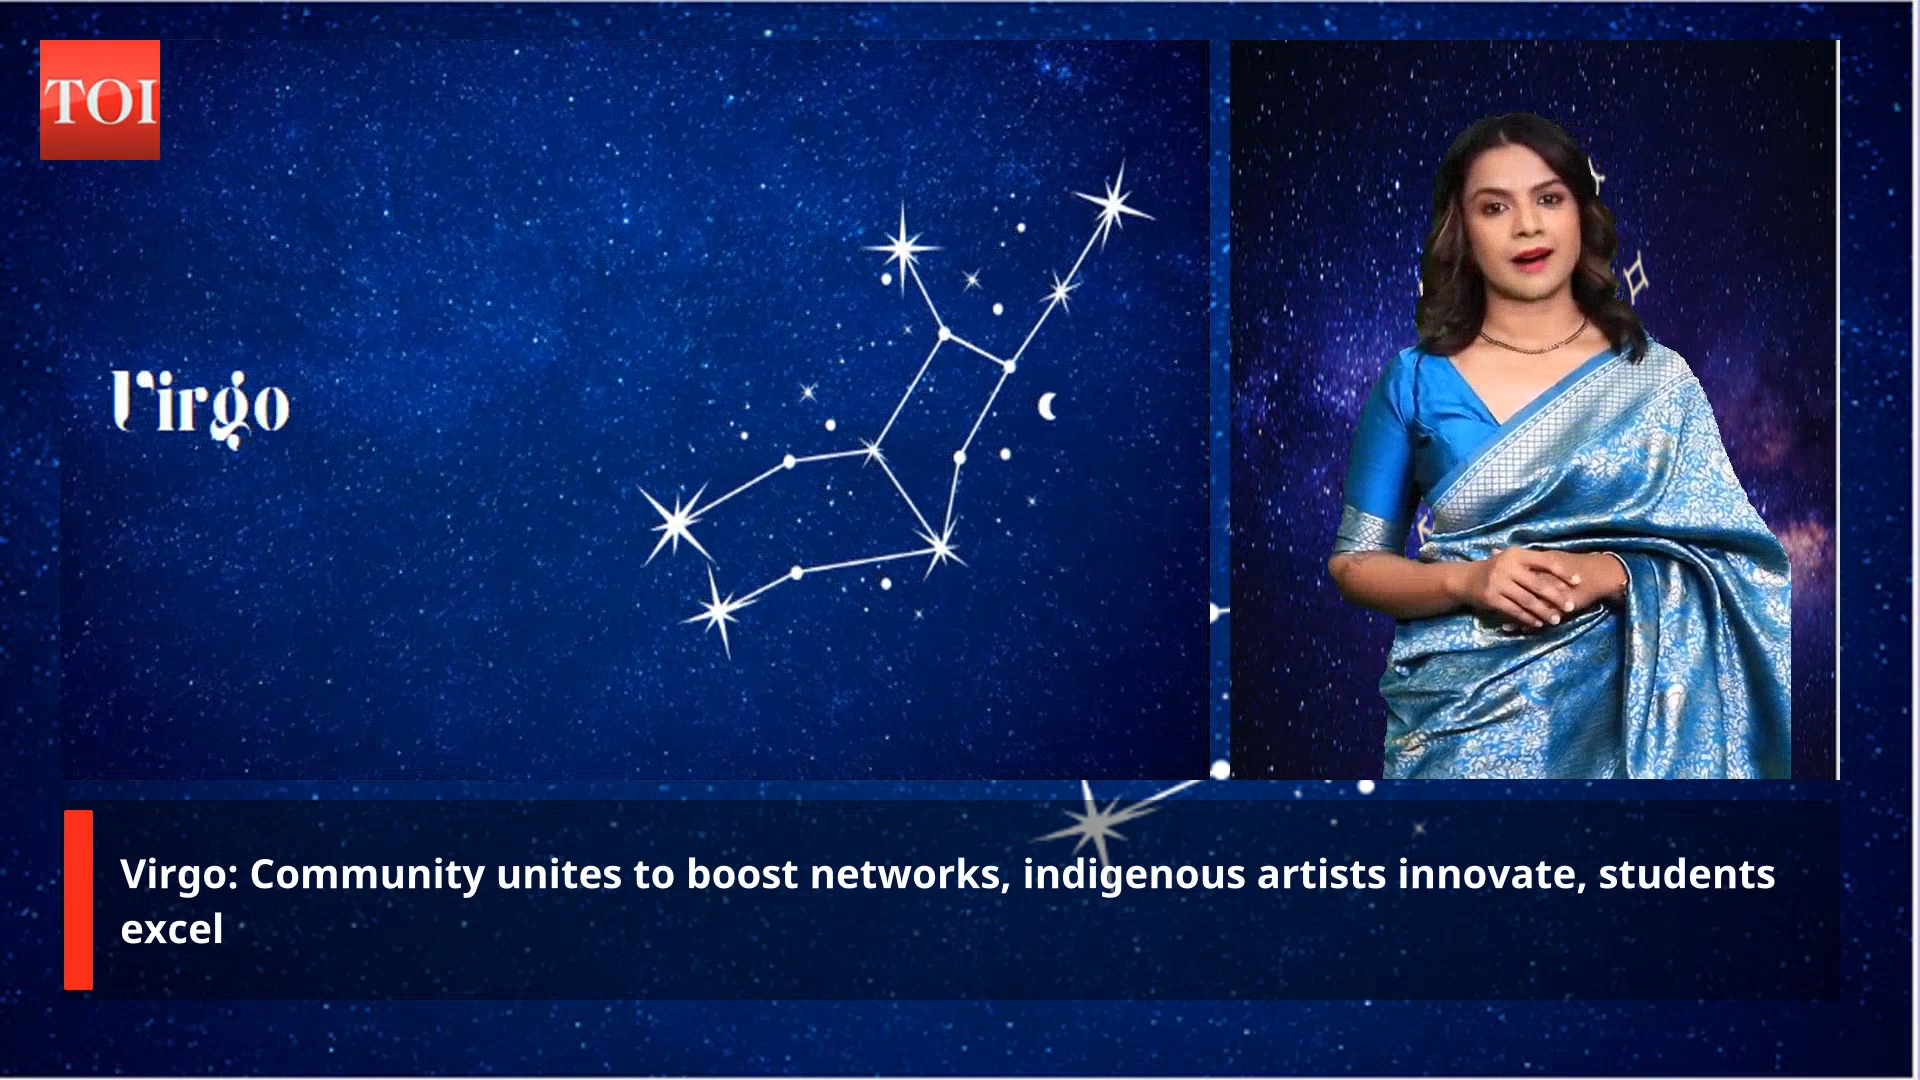 TOI
Virgo
Virgo: Community unites to boost networks, indigenous artists innovate, students
excel